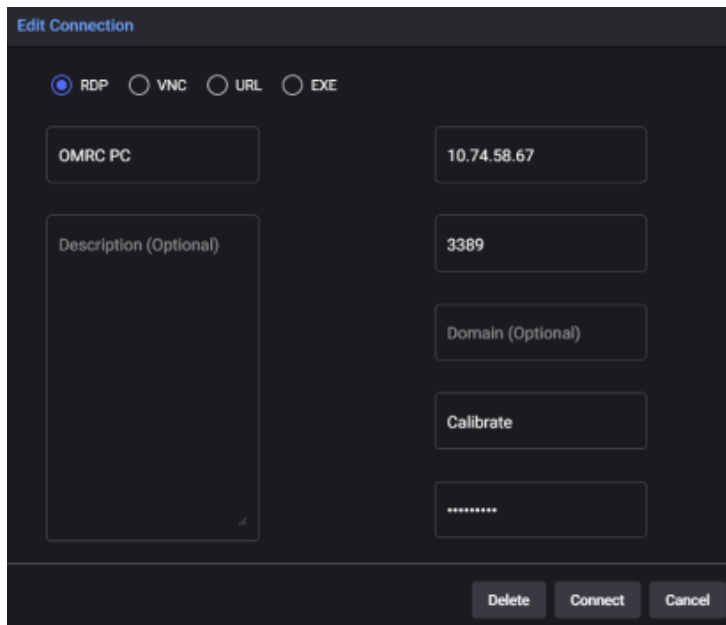 Edit Connection
RDP VNC URL EXE
OMRC PC
10.74.58.67
Description (Optional)
3389
Domain (Optional)
Calibrate
•••••••••
Delete Connect Cancel